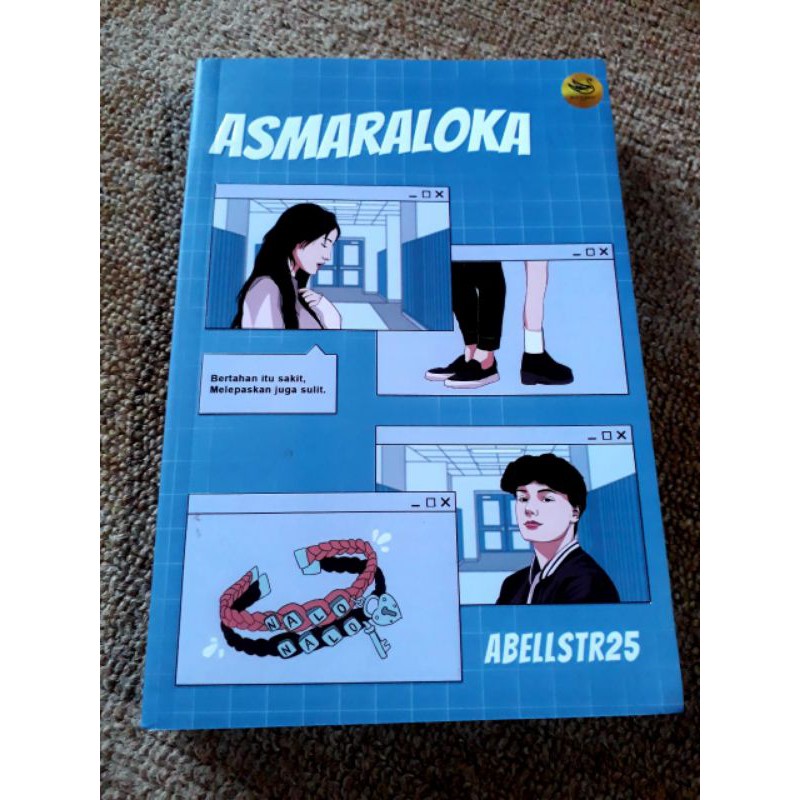 ASMARALOKA
Bertahan itu sakit,
Melepaskan juga sulit.
NALO
NALO
ABELLSTR25